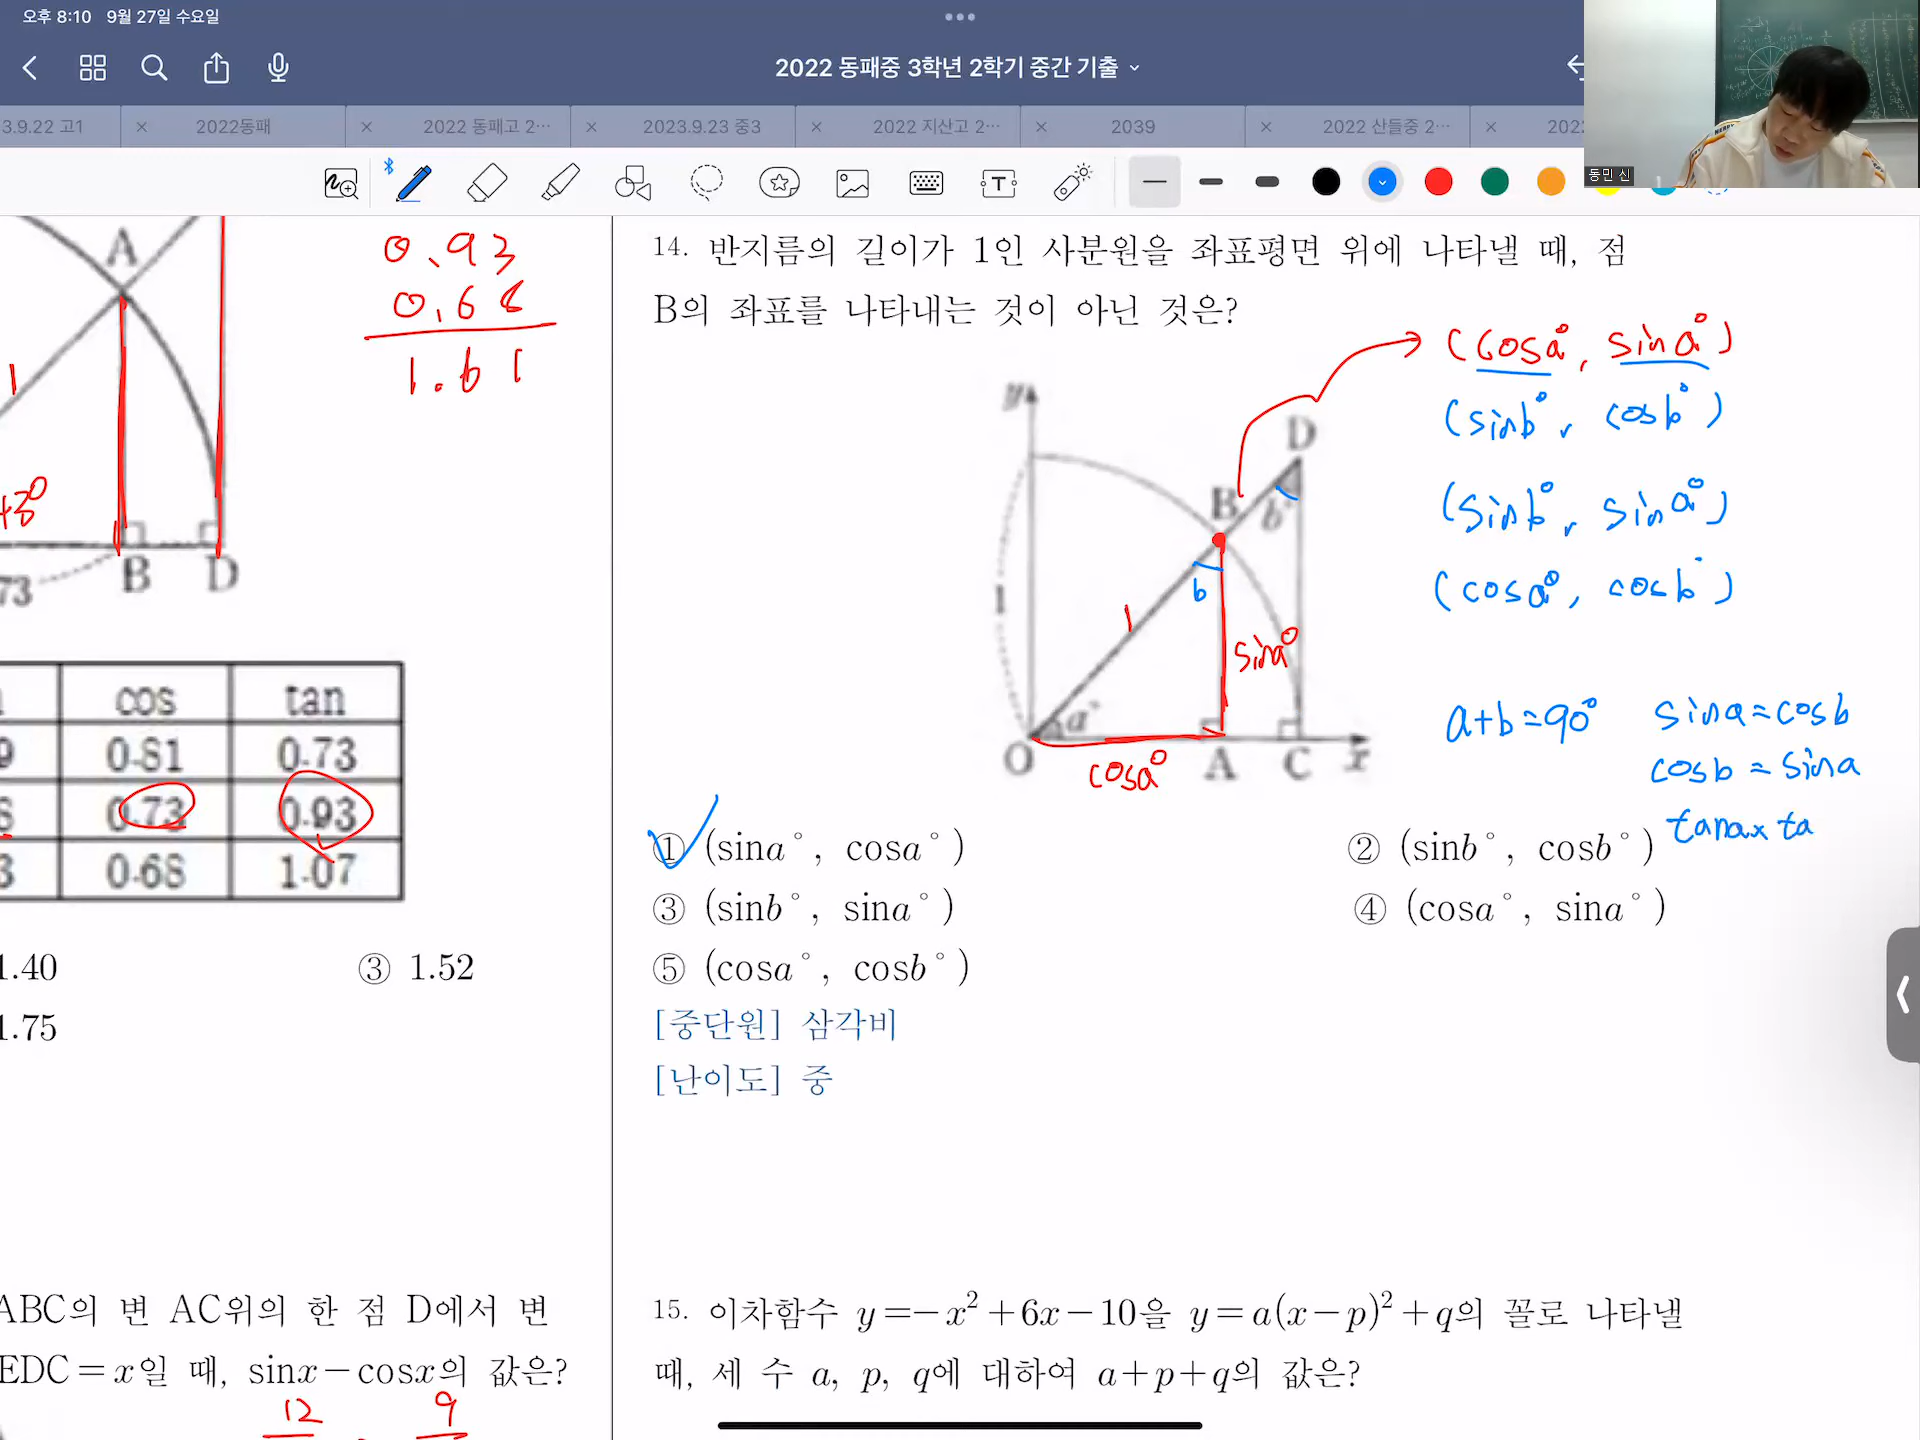 오후 8:10 9월 27일 수요일
2022 동패중 3학년 2학기 중간 기출
3.9.22 고1
2022동패
2022 동패고 2···
2023.9.23 중3
2022 지산고 2···
2039
2022 산들중 2···
202
동민 신
A
1
43°
B
D
73
0.93
0.68
1.61
cos tan
9 0.81 0.73
0.73 0.93
3 0.68 1.07
1.40 ③ 1.52
1.75
ABC의 변 AC위의 한 점 D에서 변
EDC=x일 때, sinx-cosx의 값은?
12 9
14. 반지름의 길이가 1인 사분원을 좌표평면 위에 나타낼 때, 점
B의 좌표를 나타내는 것이 아닌 것은?
(cosa°, sina°)
(sinb°, cosb°)
(sinb°, sina°)
(cosa°, cosb°)
y
D
B
b°
b
1
1
sina°
a°
O
A
C
x
cosa°
a+b=90°
sina=cosb
cosb=sina
tanax ta
① (sina°, cosa°) ② (sinb°, cosb°)
③ (sinb°, sina°) ④ (cosa°, sina°)
⑤ (cosa°, cosb°)
[중단원] 삼각비
[난이도] 중
15. 이차함수 y=-x²+6x-10을 y=a(x-p)²+q의 꼴로 나타낼
때, 세 수 a, p, q에 대하여 a+p+q의 값은?